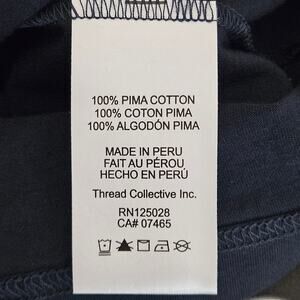 100% PIMA COTTON
100% COTON PIMA
100% ALGODÓN PIMA
MADE IN PERU
FAIT AU PÉROU
HECHO EN PERÚ
Thread Collective Inc.
RN125028
CA# 07465